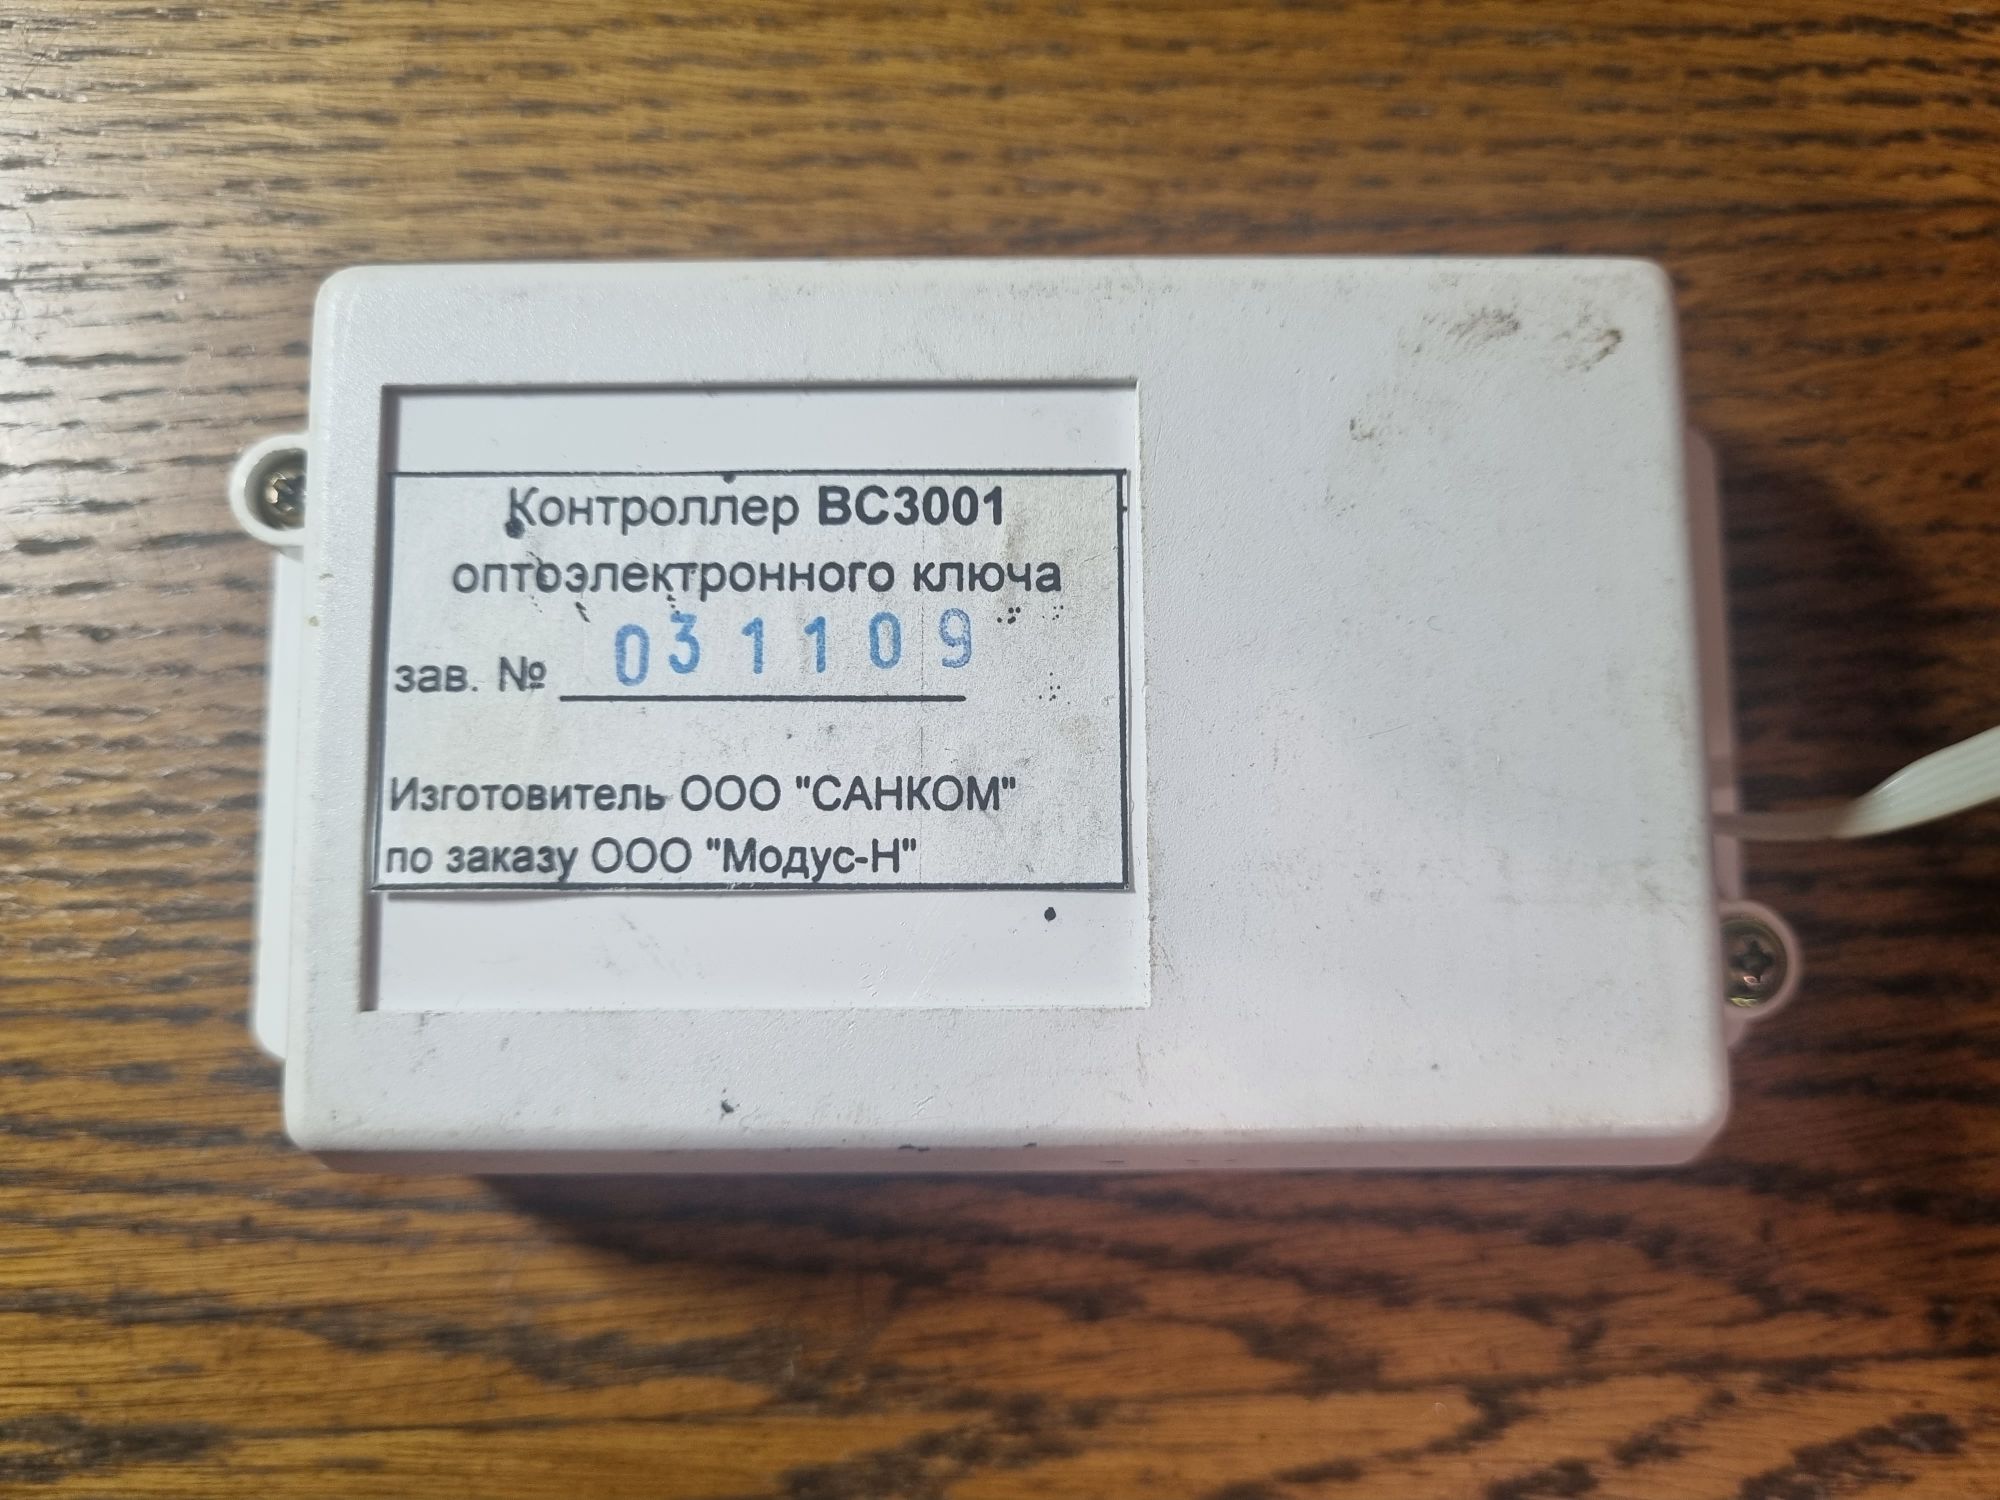 Контроллер ВС3001
оптоэлектронного ключа
зав. № 031109
Изготовитель ООО "САНКОМ"
по заказу ООО "Модус-Н"